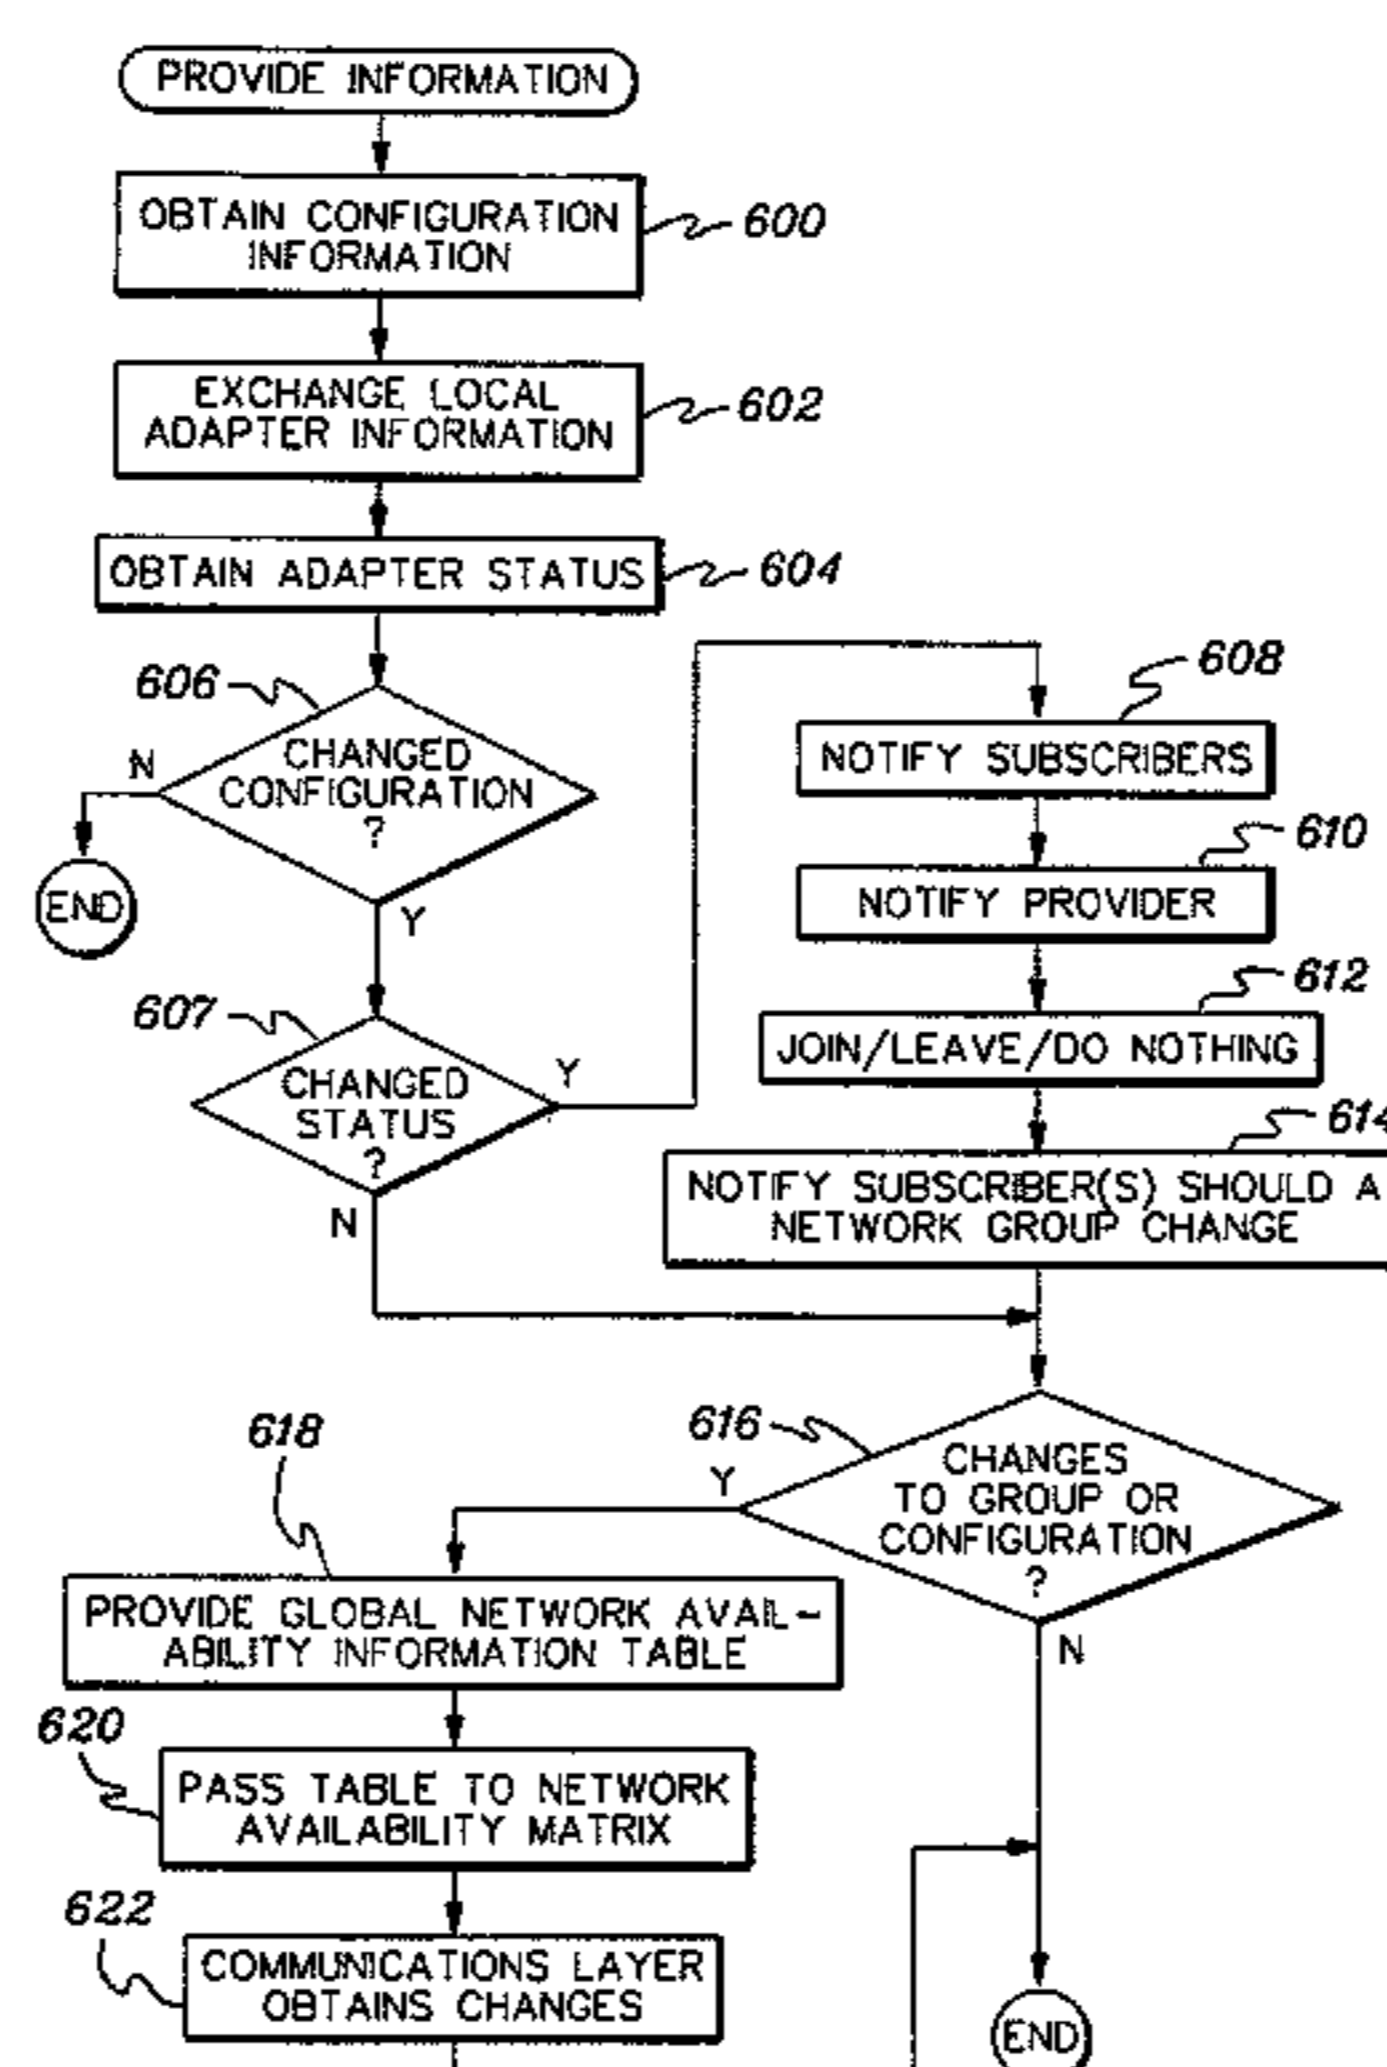 PROVIDE INFORMATION
OBTAIN CONFIGURATION
INFORMATION
600
EXCHANGE LOCAL
ADAPTER INFORMATION
602
OBTAIN ADAPTER STATUS
604
606
N
CHANGED
CONFIGURATION
?
Y
END
607
CHANGED
STATUS
?
Y
N
608
NOTIFY SUBSCRIBERS
610
NOTIFY PROVIDER
612
JOIN/LEAVE/DO NOTHING
614
NOTIFY SUBSCRIBER(S) SHOULD A
NETWORK GROUP CHANGE
616
Y
CHANGES
TO GROUP OR
CONFIGURATION
?
N
618
PROVIDE GLOBAL NETWORK AVAIL-
ABILITY INFORMATION TABLE
620
PASS TABLE TO NETWORK
AVAILABILITY MATRIX
622
COMMUNICATIONS LAYER
OBTAINS CHANGES
END